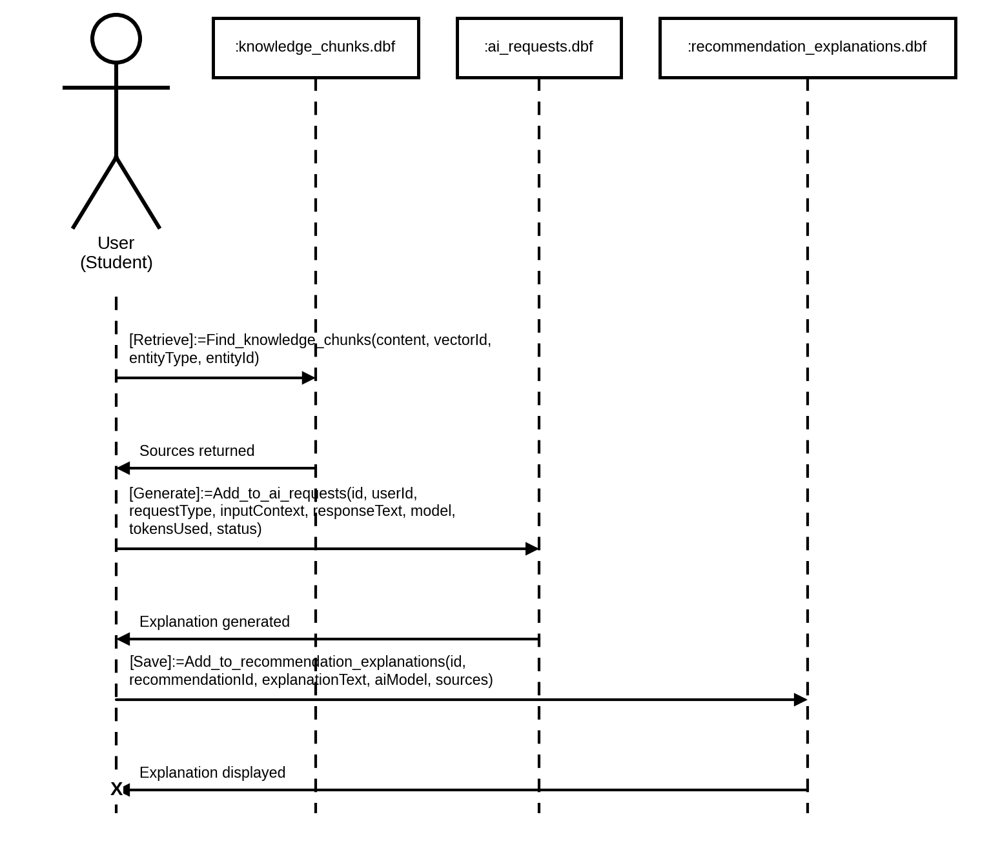 :knowledge_chunks.dbf
:ai_requests.dbf
:recommendation_explanations.dbf
User
(Student)
[Retrieve]:=Find_knowledge_chunks(content, vectorId,
entityType, entityId)
Sources returned
[Generate]:=Add_to_ai_requests(id, userId,
requestType, inputContext, responseText, model,
tokensUsed, status)
Explanation generated
[Save]:=Add_to_recommendation_explanations(id,
recommendationId, explanationText, aiModel, sources)
Explanation displayed
X